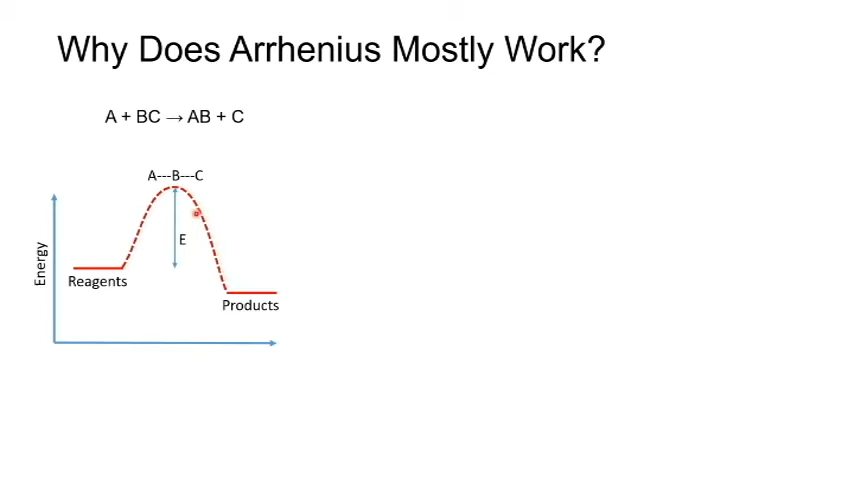 Why Does Arrhenius Mostly Work?
A + BC → AB + C
A---B---C
E
Energy
Reagents
Products